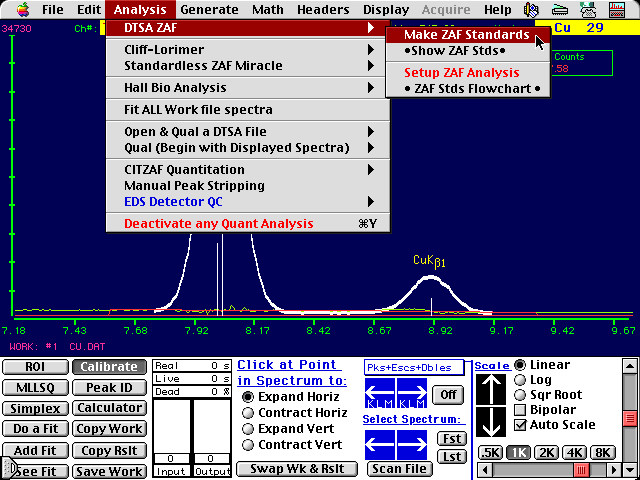 File Edit Analysis Generate Math Headers Display Acquire Help
34730 Ch#: Cu 29
DTSA ZAF
Cliff-Lorimer
Standardless ZAF Miracle
Hall Bio Analysis
Fit ALL Work file spectra
Open & Qual a DTSA File
Qual (Begin with Displayed Spectra)
CITZAF Quantitation
Manual Peak Stripping
EDS Detector QC
Deactivate any Quant Analysis ⌘Y
Make ZAF Standards
•Show ZAF Stds•
Setup ZAF Analysis
• ZAF Stds Flowchart •
Counts
7.58
CuKβ1
7.18 7.43 7.67 7.92 8.17 8.42 8.67 8.92 9.17 9.42 9.67
WORK: #1 CU.DAT
ROI Calibrate
MLLSQ Peak ID
Simplex Calculator
Do a Fit Copy Work
Add Fit Copy Rslt
See Fit Save Work
Real 0 s
Live 0 s
Dead 0 %
0 0
Input Output
Click at Point
in Spectrum to:
Expand Horiz
Contract Horiz
Expand Vert
Contract Vert
Swap Wk & Rslt
Pks+Escs+Dbles
KLM KLM Off
Select Spectrum:
Fst
Lst
Scan File
Scale
Linear
Log
Sqr Root
Bipolar
Auto Scale
.5K 1K 2K 4K 8K